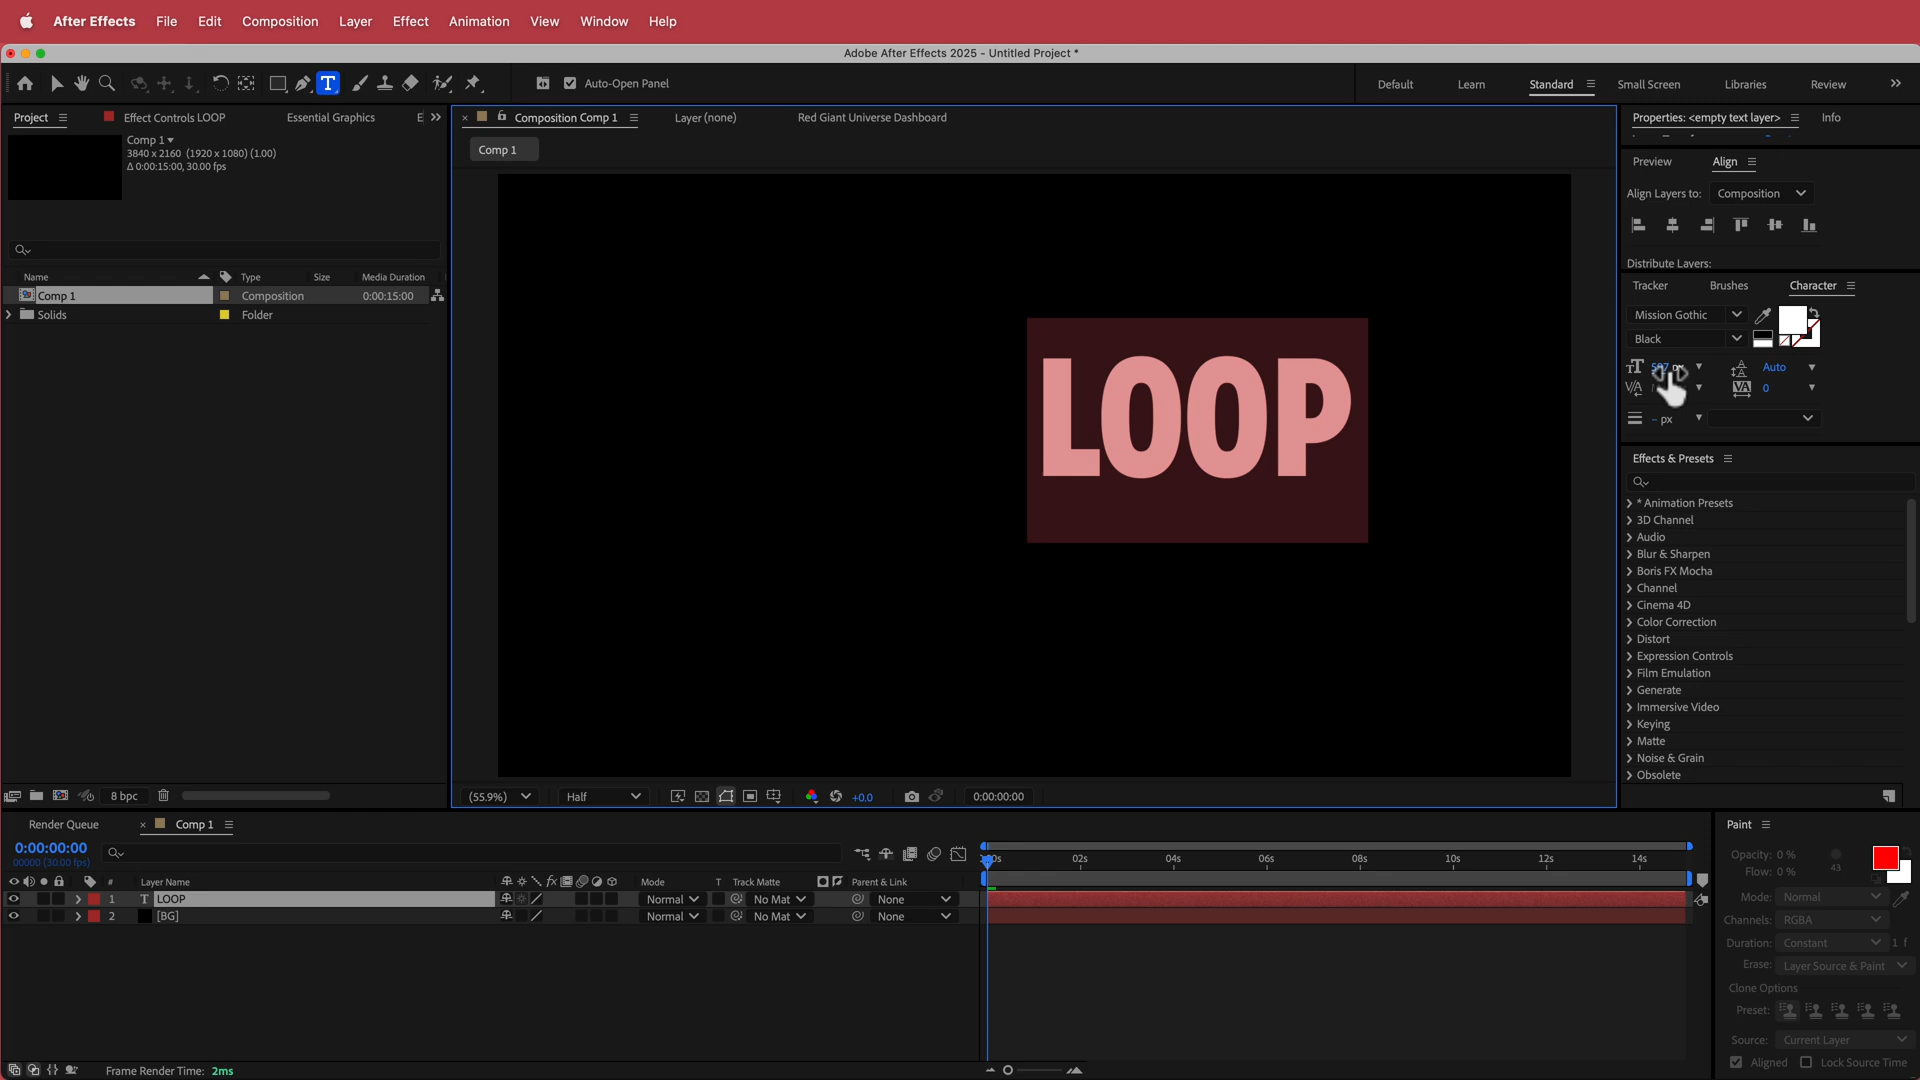 After Effects File Edit Composition Layer Effect Animation View Window Help
Adobe After Effects 2025 - Untitled Project *
T Auto-Open Panel Default Learn Standard Small Screen Libraries Review
Project Effect Controls LOOP Essential Graphics E
Composition Comp 1 Layer (none) Red Giant Universe Dashboard
Properties: <empty text layer> Info
Comp 1
3840 x 2160 (1920 x 1080) (1.00)
Δ 0:00:15:00, 30.00 fps
Comp 1
Preview Align
Align Layers to: Composition
Distribute Layers:
Name Type Size Media Duration
Comp 1 Composition 0:00:15:00
Solids Folder
LOOP
Tracker Brushes Character
Mission Gothic
Black
Auto
0
- px
Effects & Presets
* Animation Presets
3D Channel
Audio
Blur & Sharpen
Boris FX Mocha
Channel
Cinema 4D
Color Correction
Distort
Expression Controls
Film Emulation
Generate
Immersive Video
Keying
Matte
Noise & Grain
Obsolete
8 bpc
(55.9%) Half +0.0 0:00:00:00
Render Queue Comp 1
0:00:00:00
00000 (30.00 fps)
# Layer Name Mode T Track Matte Parent & Link
1 T LOOP Normal No Mat None
2 [BG] Normal No Mat None
02s 04s 06s 08s 10s 12s 14s
Paint
Opacity: 0 %
Flow: 0 % 43
Mode: Normal
Channels: RGBA
Duration: Constant 1 f
Erase: Layer Source & Paint
Clone Options
Preset:
Source: Current Layer
Aligned Lock Source Time
Frame Render Time: 2ms